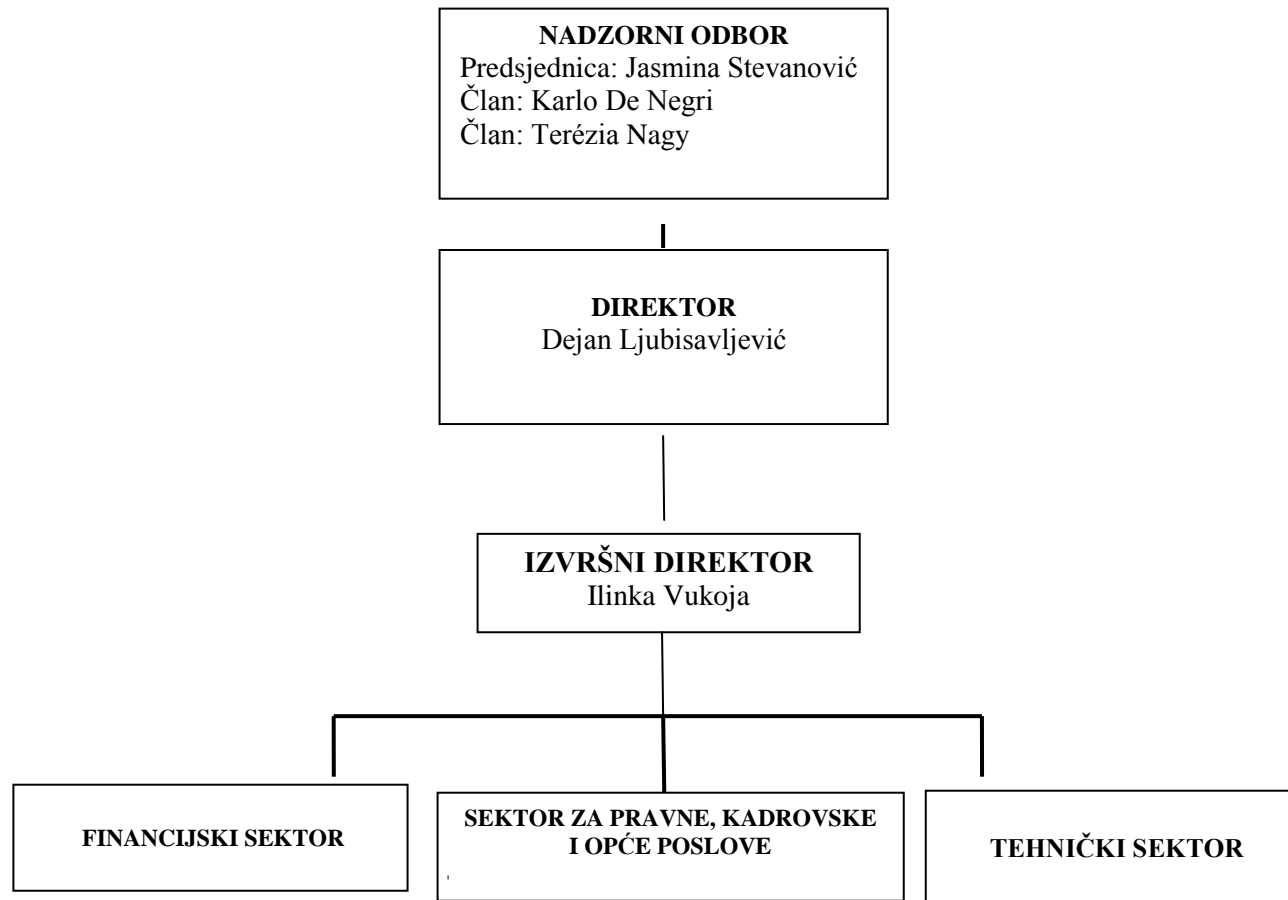 NADZORNI ODBOR
Predsjednica: Jasmina Stevanović
Član: Karlo De Negri
Član: Terézia Nagy
DIREKTOR
Dejan Ljubisavljević
IZVRŠNI DIREKTOR
Ilinka Vukoja
FINANCIJSKI SEKTOR
SEKTOR ZA PRAVNE, KADROVSKE
I OPĆE POSLOVE
TEHNIČKI SEKTOR